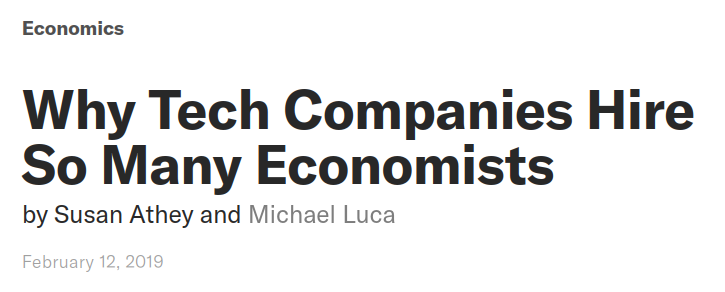 Economics
Why Tech Companies Hire
So Many Economists
by Susan Athey and Michael Luca
February 12, 2019